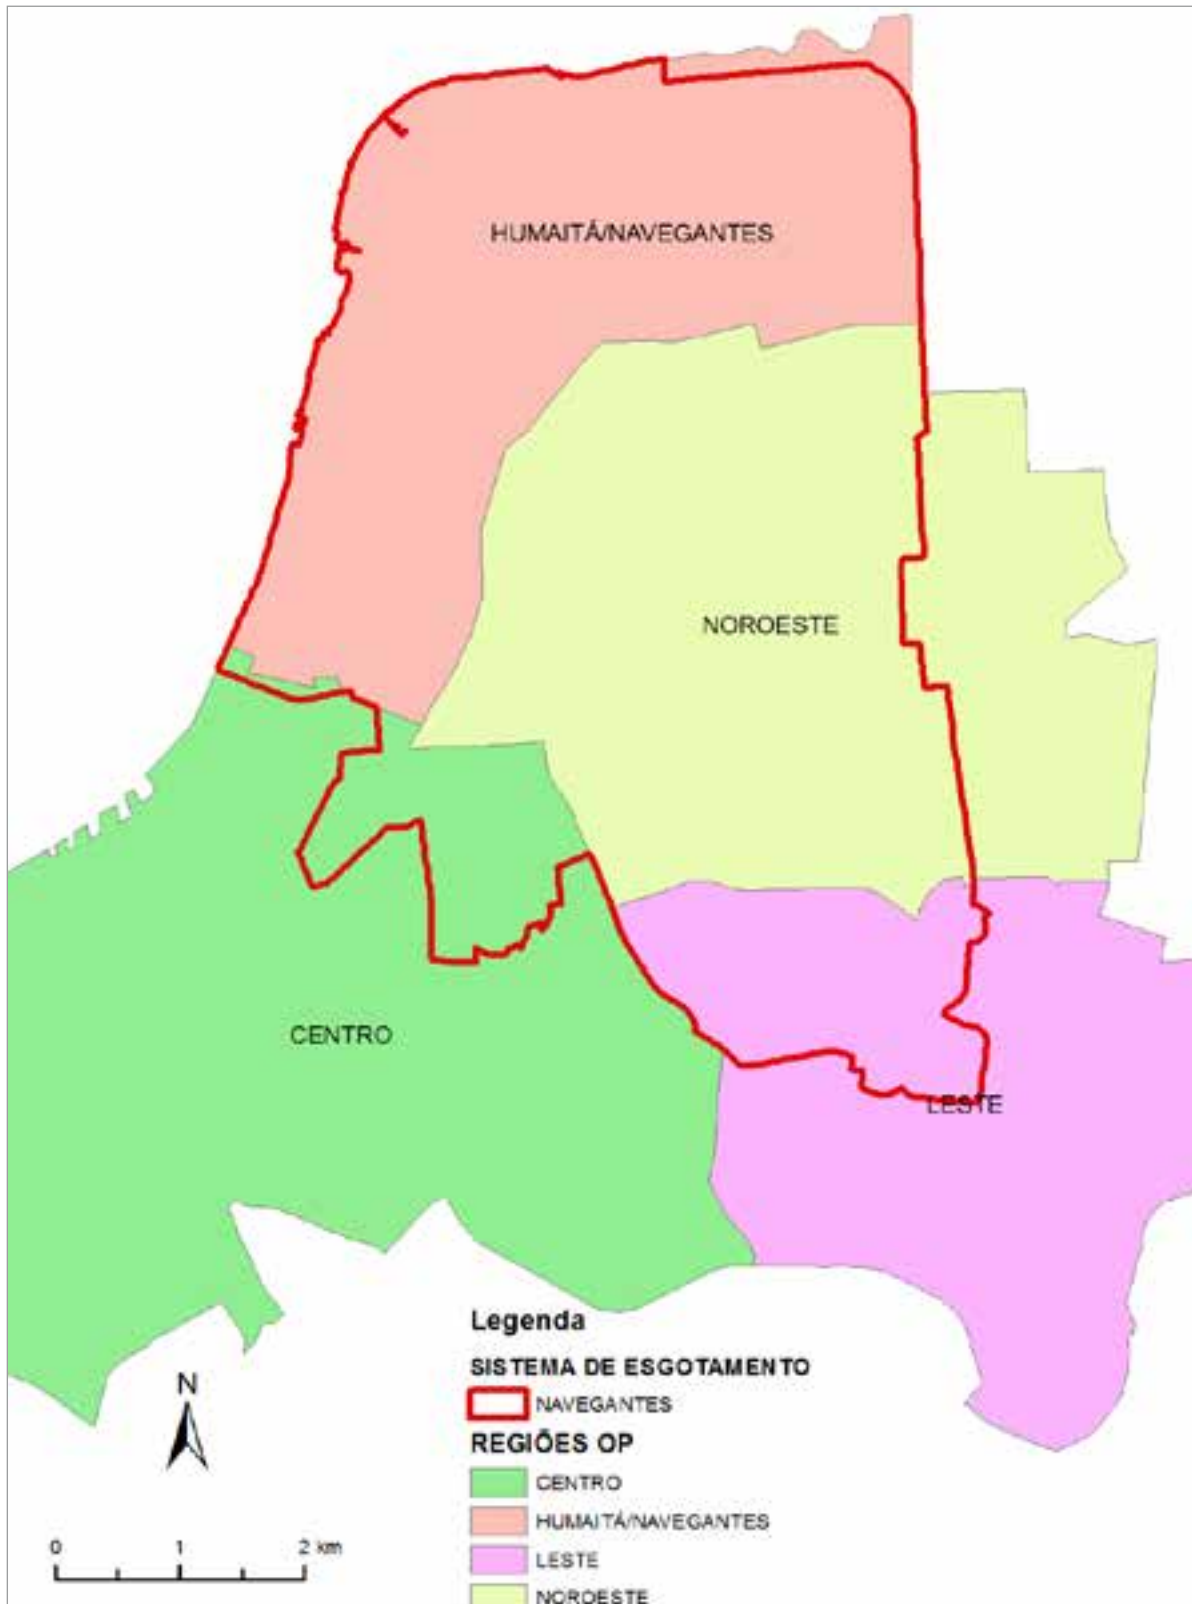 HUMAITÁ/NAVEGANTES
NOROESTE
CENTRO
LESTE
Legenda
SISTEMA DE ESGOTAMENTO
NAVEGANTES
REGIÕES OP
CENTRO
HUMAITÁ/NAVEGANTES
LESTE
NOROESTE
N
0 1 2 km